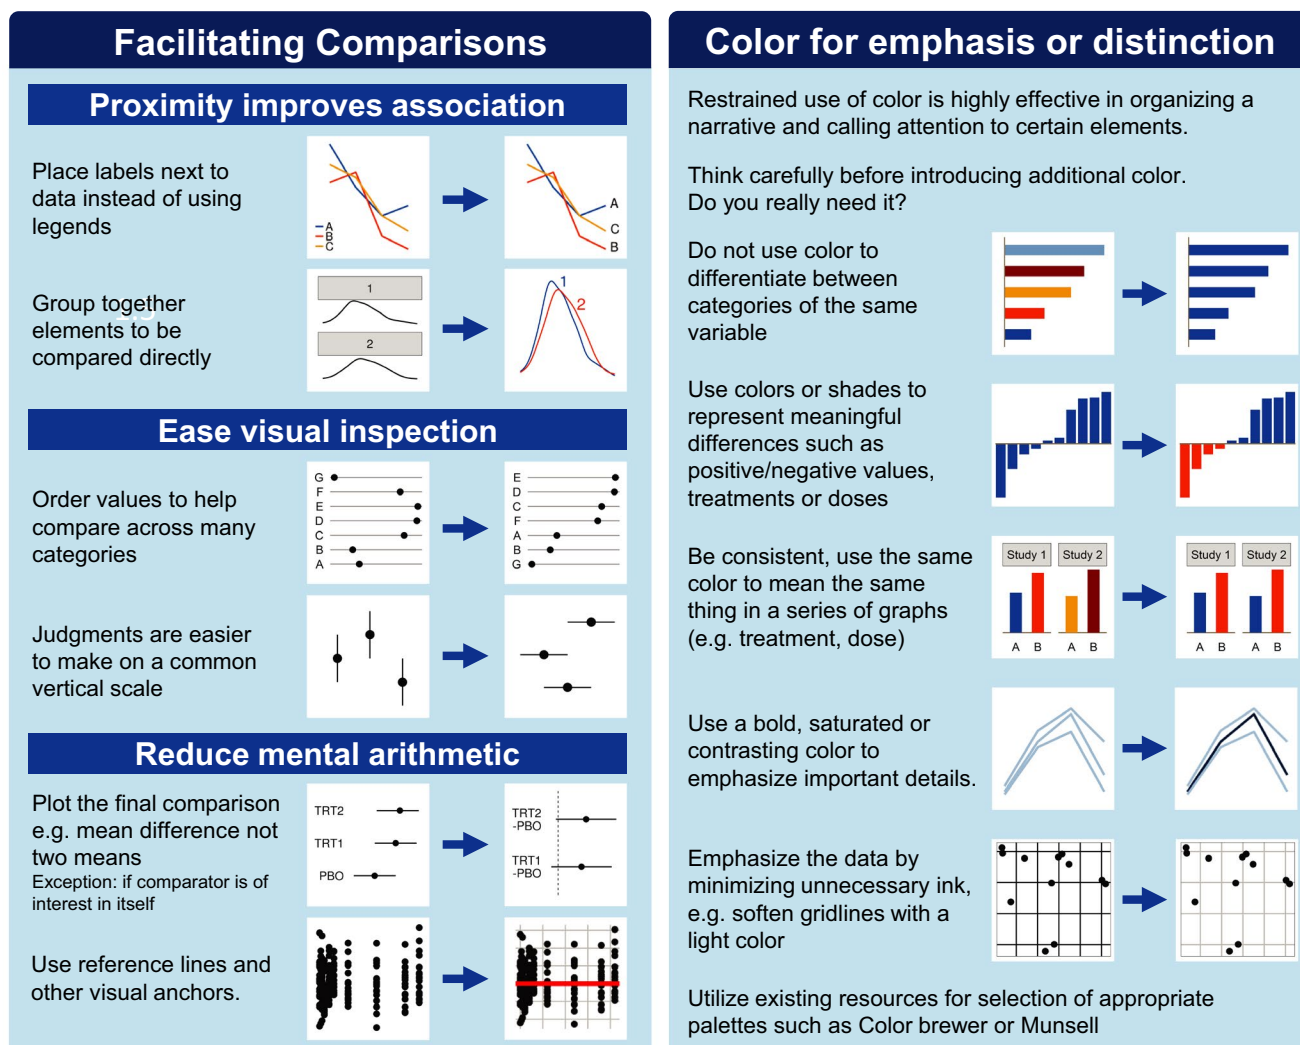 Facilitating Comparisons
Proximity improves association
Place labels next to
data instead of using
legends
A
B
C
A
C
B
Group together
elements to be
compared directly
1
2
1
2
Ease visual inspection
Order values to help
compare across many
categories
G
F
E
D
C
B
A
E
D
C
F
A
B
G
Judgments are easier
to make on a common
vertical scale
Reduce mental arithmetic
Plot the final comparison
e.g. mean difference not
two means
Exception: if comparator is of
interest in itself
TRT2
TRT1
PBO
TRT2
-PBO
TRT1
-PBO
Use reference lines and
other visual anchors.
Color for emphasis or distinction
Restrained use of color is highly effective in organizing a
narrative and calling attention to certain elements.
Think carefully before introducing additional color.
Do you really need it?
Do not use color to
differentiate between
categories of the same
variable
Use colors or shades to
represent meaningful
differences such as
positive/negative values,
treatments or doses
Be consistent, use the same
color to mean the same
thing in a series of graphs
(e.g. treatment, dose)
Study 1 Study 2
A B A B
Study 1 Study 2
A B A B
Use a bold, saturated or
contrasting color to
emphasize important details.
Emphasize the data by
minimizing unnecessary ink,
e.g. soften gridlines with a
light color
Utilize existing resources for selection of appropriate
palettes such as Color brewer or Munsell